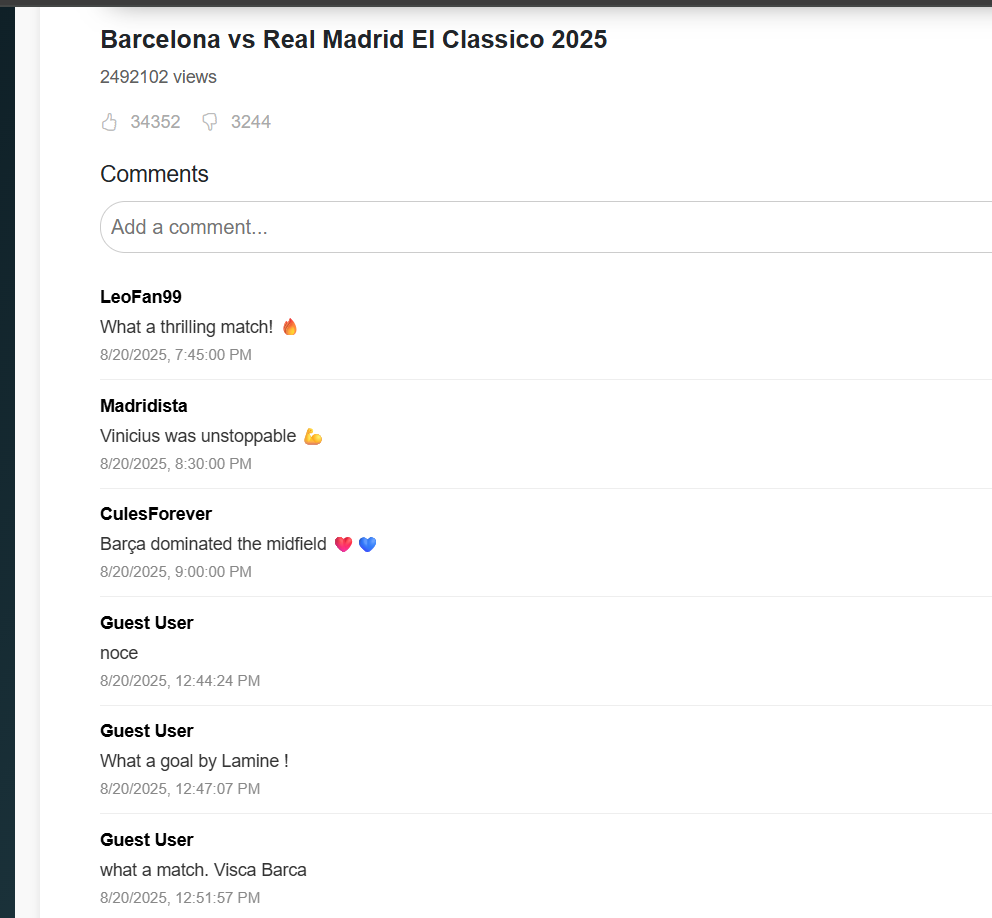 Barcelona vs Real Madrid El Classico 2025
2492102 views
34352 3244
Comments
Add a comment...
LeoFan99
What a thrilling match! 🔥
8/20/2025, 7:45:00 PM
Madridista
Vinicius was unstoppable 💪
8/20/2025, 8:30:00 PM
CulesForever
Barça dominated the midfield ❤️ 💙
8/20/2025, 9:00:00 PM
Guest User
noce
8/20/2025, 12:44:24 PM
Guest User
What a goal by Lamine !
8/20/2025, 12:47:07 PM
Guest User
what a match. Visca Barca
8/20/2025, 12:51:57 PM